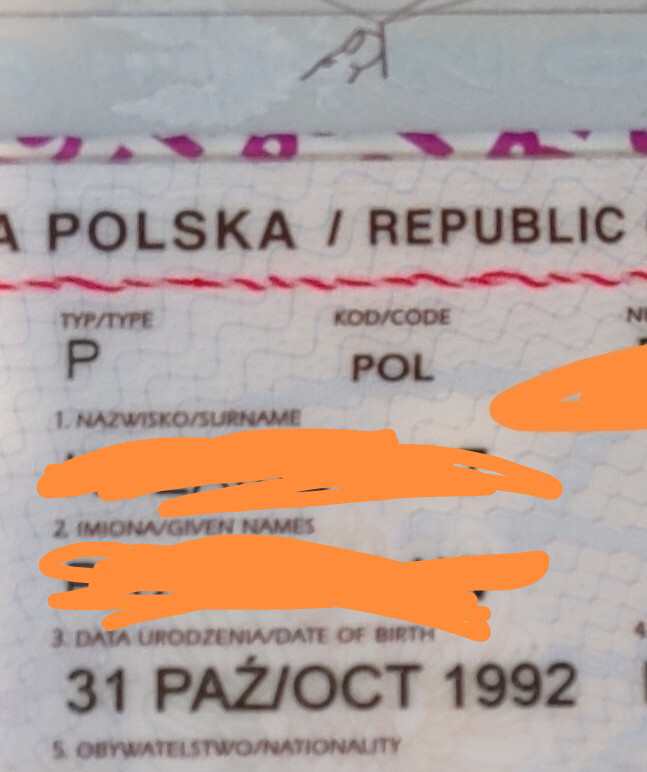 A POLSKA / REPUBLIC
TYP/TYPE KOD/CODE
P POL
1. NAZWISKO/SURNAME
2. IMIONA/GIVEN NAMES
3. DATA URODZENIA/DATE OF BIRTH 4.
31 PAŹ/OCT 1992
5. OBYWATELSTWO/NATIONALITY